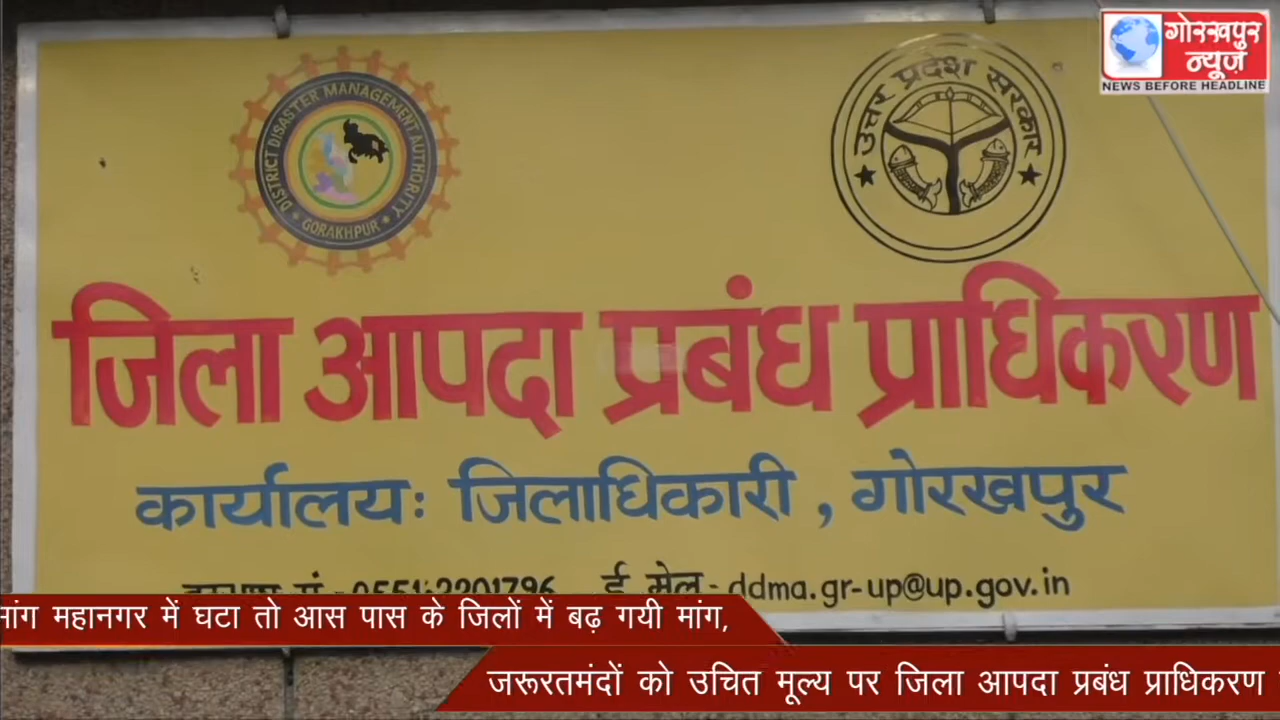 गोरखपुर
न्यूज़
NEWS BEFORE HEADLINE
DISTRICT DISASTER MANAGEMENT AUTHORITY
GORAKHPUR
उत्तर प्रदेश सरकार
जिला आपदा प्रबंध प्राधिकरण
कार्यालयः जिलाधिकारी , गोरखपुर
ई मेल - ddma.gr-up@up.gov.in
महानगर में घटा तो आस पास के जिलों में बढ़ गयी मांग,
जरूरतमंदों को उचित मूल्य पर जिला आपदा प्रबंध प्राधिकरण